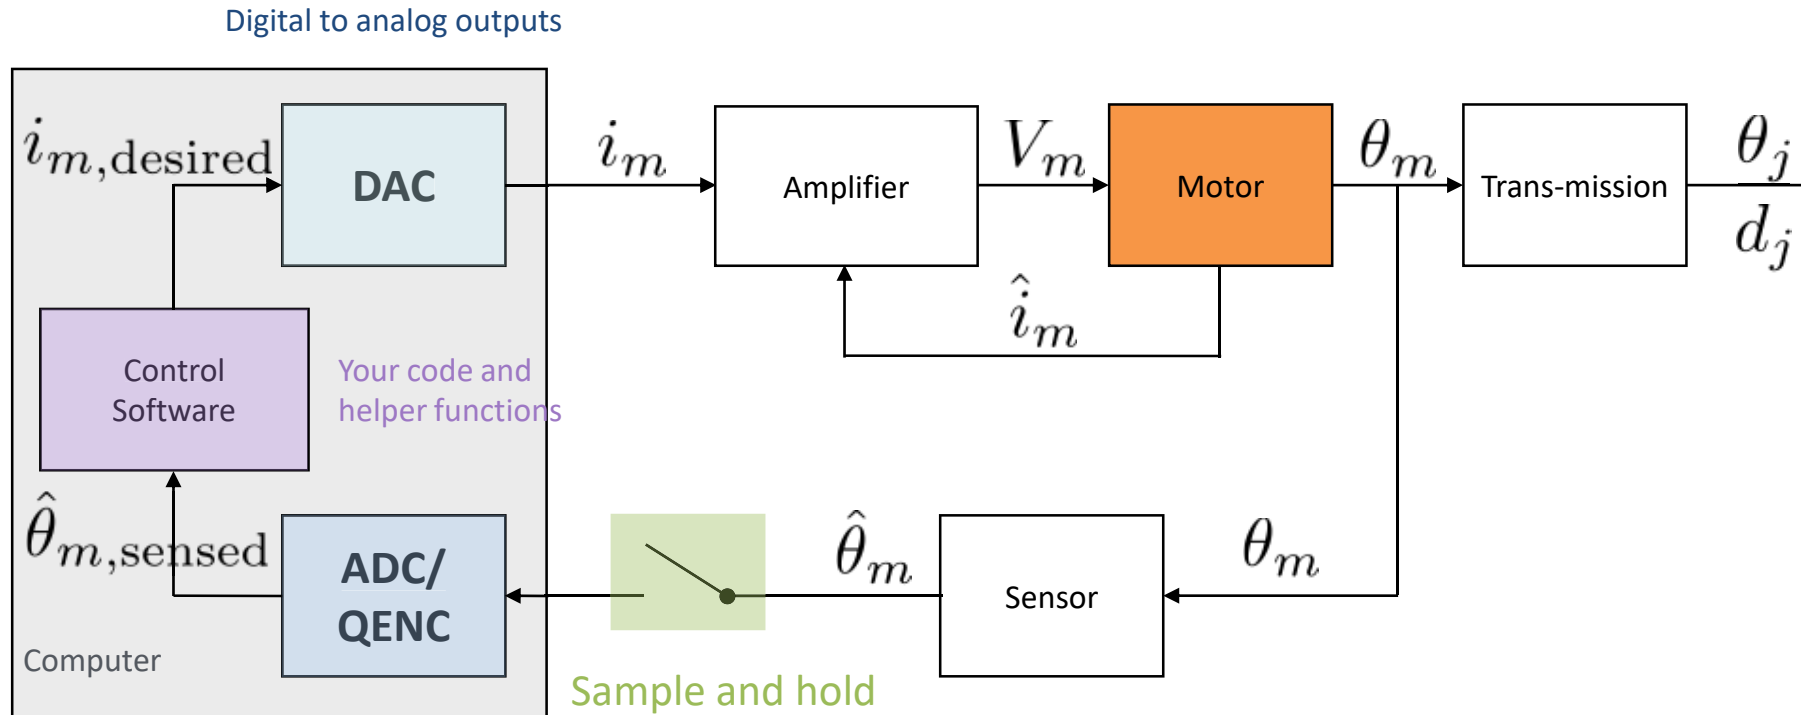 Digital to analog outputs
i_{m,desired}
DAC
i_m
Amplifier
V_m
Motor
θ_m
Trans-mission
θ_j
d_j
î_m
Control
Software
Your code and
helper functions
θ̂_{m,sensed}
ADC/
QENC
θ̂_m
Sensor
θ_m
Computer
Sample and hold